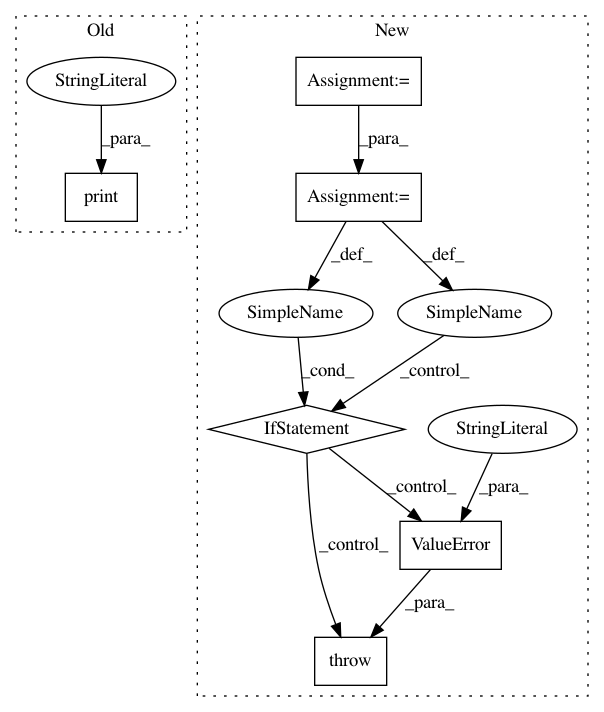 Old
New
StringLiteral
Assignment:=
_para_
_para_
print
Assignment:=
_def_
_def_
SimpleName
SimpleName
_cond_
_control_
IfStatement
StringLiteral
_control_
_para_
_control_
ValueError
_para_
throw